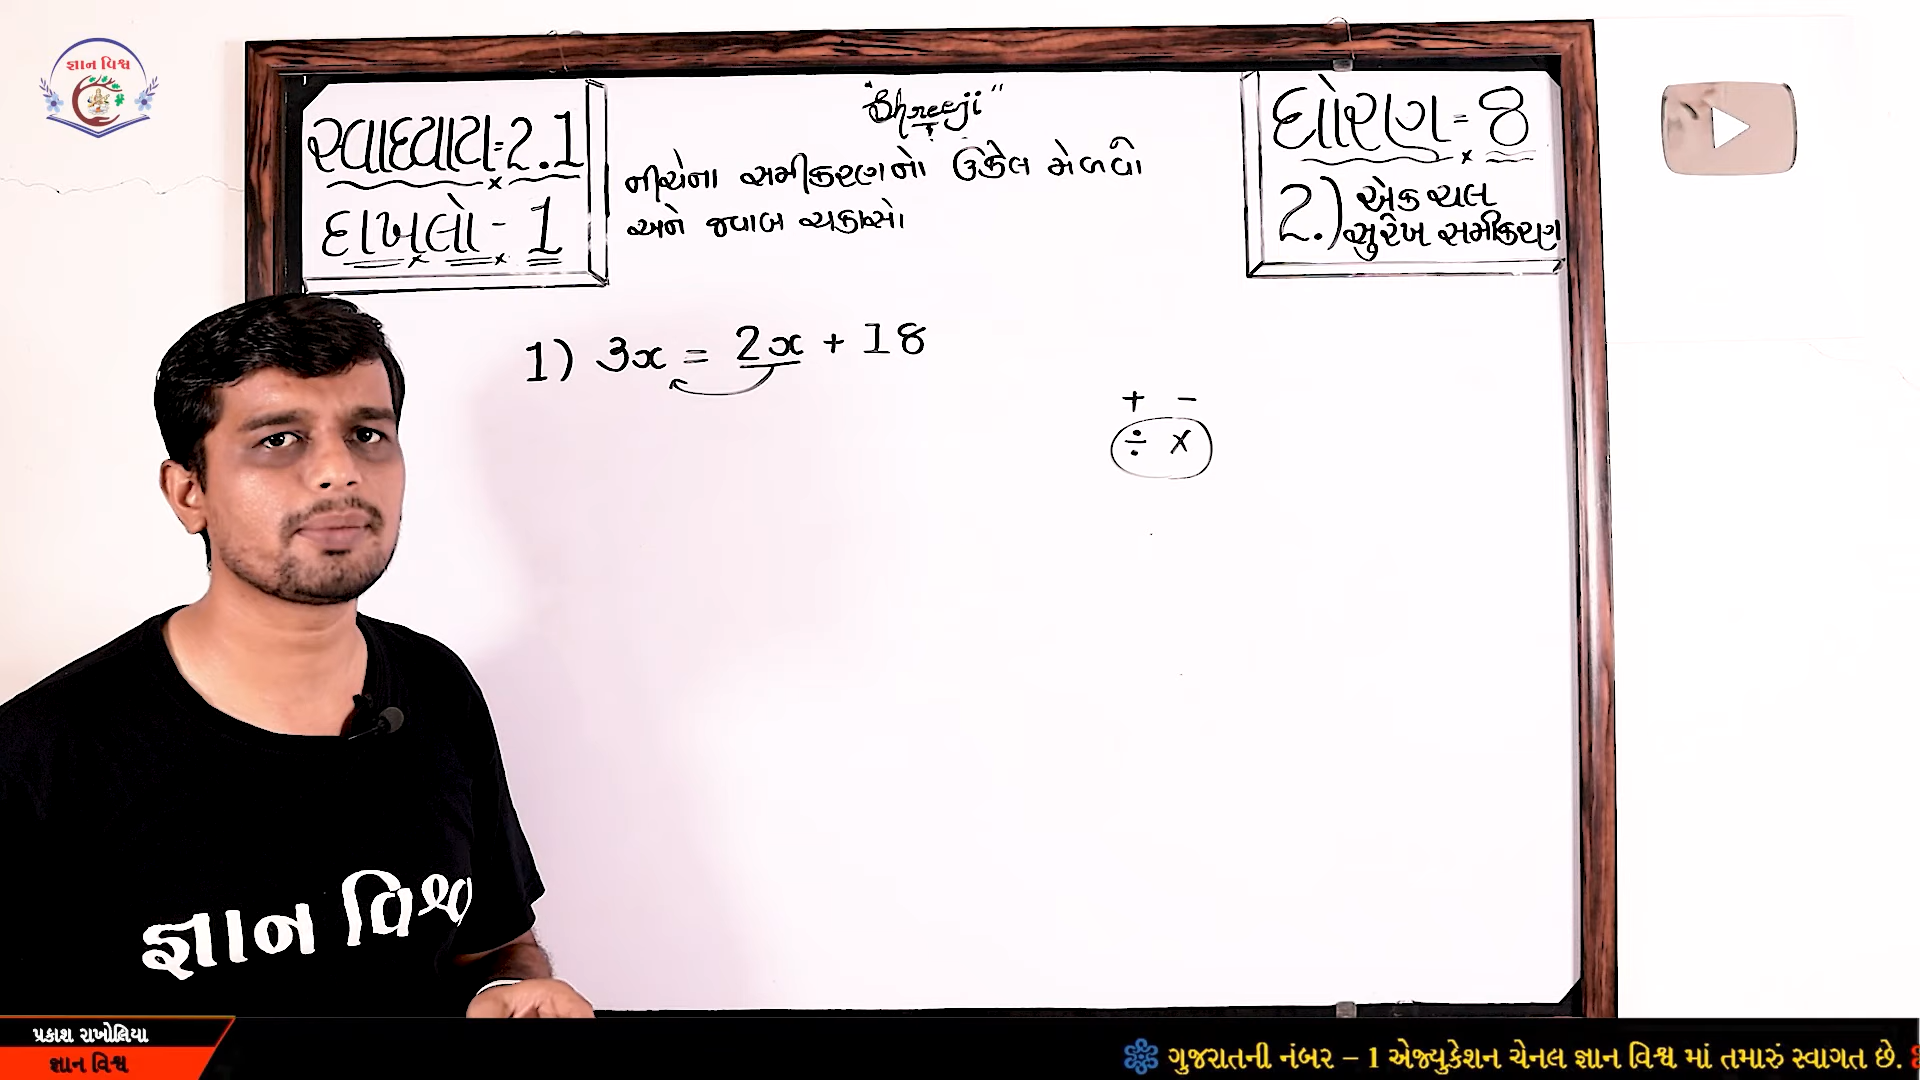 જ્ઞાન વિશ્વ
સ્વાધ્યાય = 2.1
દાખલો - 1
"Shreeji"
નીચેના સમીકરણનો ઉકેલ મેળવો
અને જવાબ ચકાસો
ધોરણ = 8
2.) એક ચલ
સુરેખ સમીકરણ
1) 3x = 2x + 18
+ -
÷ ×
જ્ઞાન વિશ્વ
પ્રકાશ રાખોલિયા
જ્ઞાન વિશ્વ
ગુજરાતની નંબર – 1 એજ્યુકેશન ચેનલ જ્ઞાન વિશ્વ માં તમારું સ્વાગત છે.